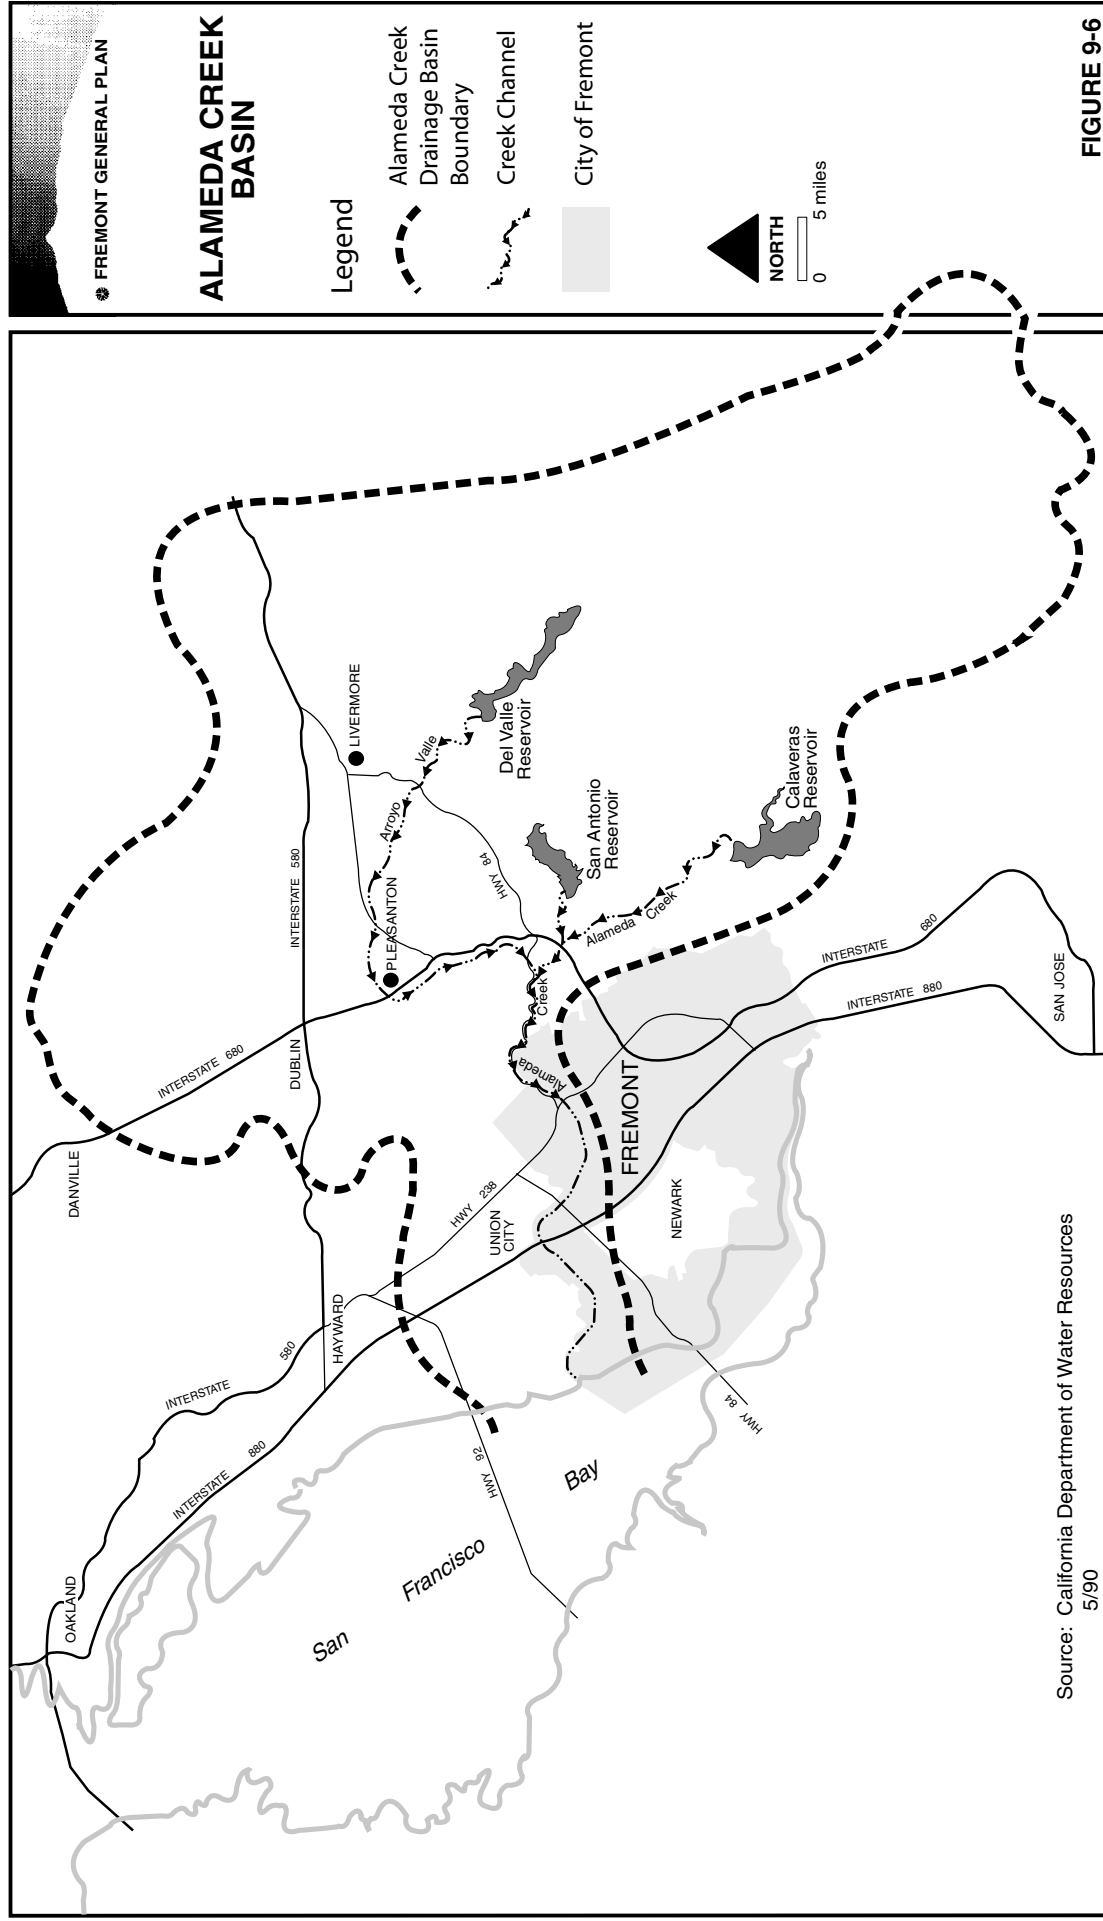 FREMONT GENERAL PLAN
ALAMEDA CREEK
BASIN
Legend
Alameda Creek
Drainage Basin
Boundary
Creek Channel
City of Fremont
NORTH
0 5 miles
FIGURE 9-6
DANVILLE
INTERSTATE 680
DUBLIN
INTERSTATE 580
LIVERMORE
PLEASANTON
Arroyo
Valle
Del Valle
Reservoir
HWY 84
San Antonio
Reservoir
Calaveras
Reservoir
Alameda
Creek
Creek
Alameda
OAKLAND
INTERSTATE 580
INTERSTATE 880
HAYWARD
HWY 238
UNION
CITY
FREMONT
NEWARK
HWY 92
HWY 84
San
Francisco
Bay
INTERSTATE 680
INTERSTATE 880
SAN JOSE
Source: California Department of Water Resources
5/90